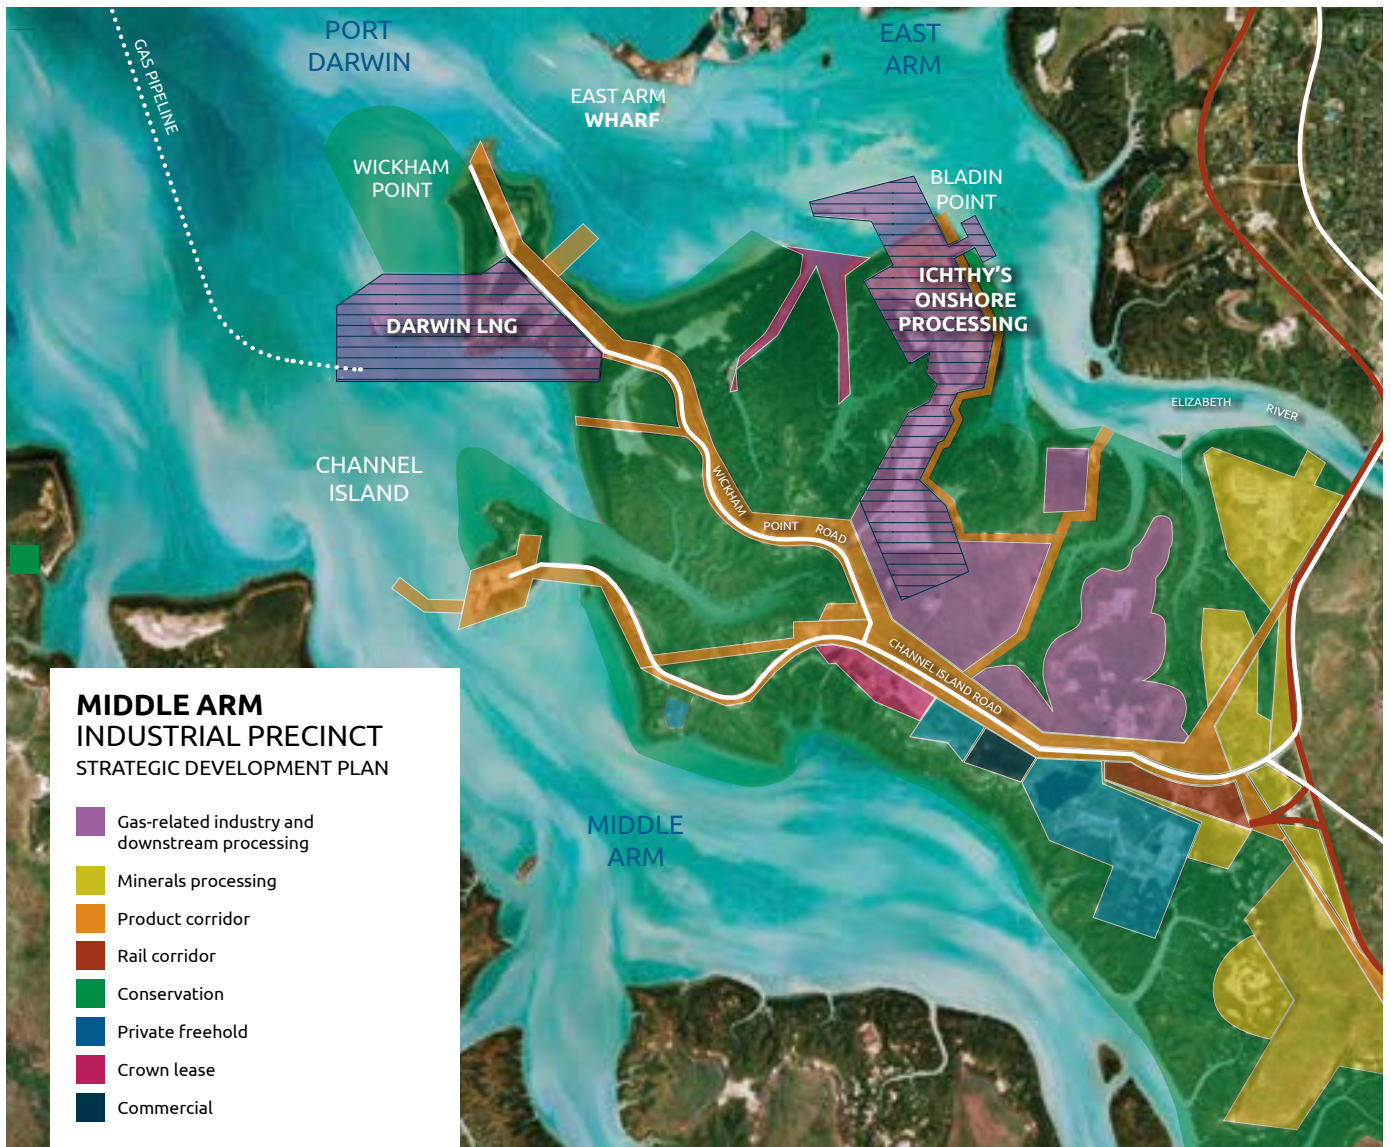 PORT
DARWIN
EAST
ARM
GAS PIPELINE
EAST ARM
WHARF
WICKHAM
POINT
BLADIN
POINT
ICHTHY'S
ONSHORE
PROCESSING
DARWIN LNG
ELIZABETH RIVER
CHANNEL
ISLAND
WICKHAM POINT ROAD
CHANNEL ISLAND ROAD
MIDDLE
ARM
MIDDLE ARM
INDUSTRIAL PRECINCT
STRATEGIC DEVELOPMENT PLAN
Gas-related industry and
downstream processing
Minerals processing
Product corridor
Rail corridor
Conservation
Private freehold
Crown lease
Commercial